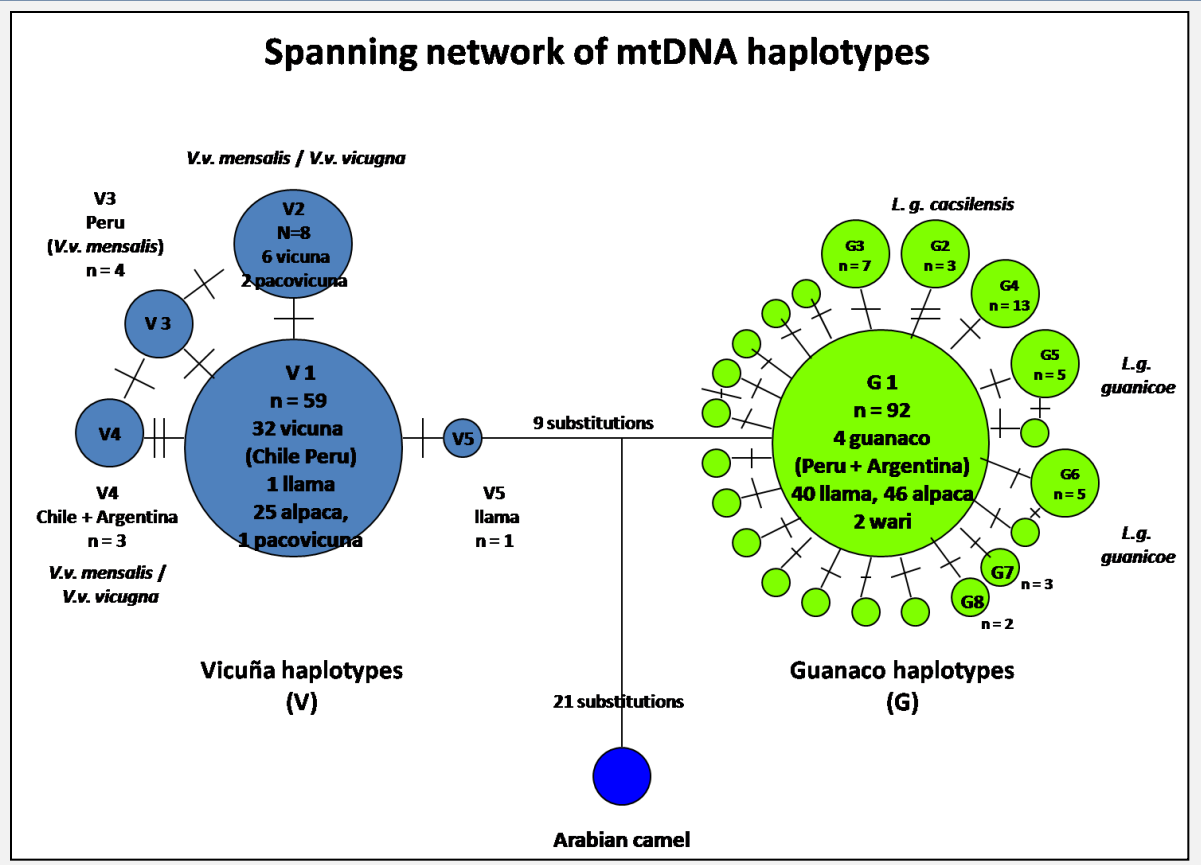 Spanning network of mtDNA haplotypes
V.v. mensalis / V.v. vicugna
V3
Peru
(V.v. mensalis)
n = 4
V2
N=8
6 vicuna
2 pacovicuna
V 3
V4
V 1
n = 59
32 vicuna
(Chile Peru)
1 llama
25 alpaca,
1 pacovicuna
V5
V4
Chile + Argentina
n = 3
V.v. mensalis /
V.v. vicugna
V5
llama
n = 1
9 substitutions
L. g. cacsilensis
G3
n = 7
G2
n = 3
G4
n = 13
G5
n = 5
L.g.
guanicoe
G 1
n = 92
4 guanaco
(Peru + Argentina)
40 llama, 46 alpaca
2 wari
G6
n = 5
L.g.
guanicoe
G7
n = 3
G8
n = 2
Vicuña haplotypes
(V)
Guanaco haplotypes
(G)
21 substitutions
Arabian camel